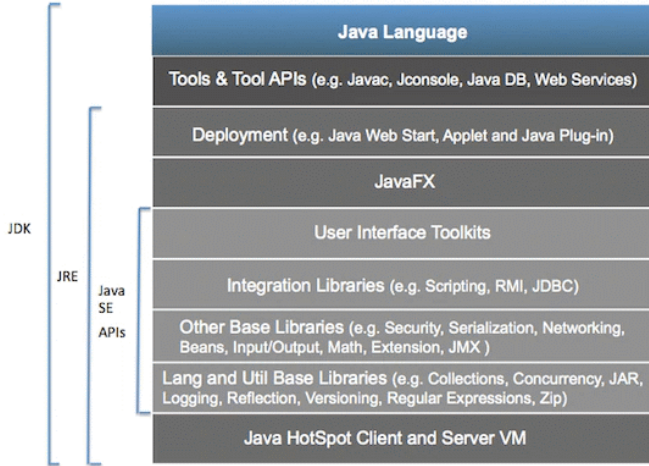 Java Language
Tools & Tool APIs (e.g. Javac, Jconsole, Java DB, Web Services)
Deployment (e.g. Java Web Start, Applet and Java Plug-in)
JavaFX
User Interface Toolkits
Integration Libraries (e.g. Scripting, RMI, JDBC)
Other Base Libraries (e.g. Security, Serialization, Networking,
Beans, Input/Output, Math, Extension, JMX )
Lang and Util Base Libraries (e.g. Collections, Concurrency, JAR,
Logging, Reflection, Versioning, Regular Expressions, Zip)
Java HotSpot Client and Server VM
JDK
JRE
Java
SE
APIs